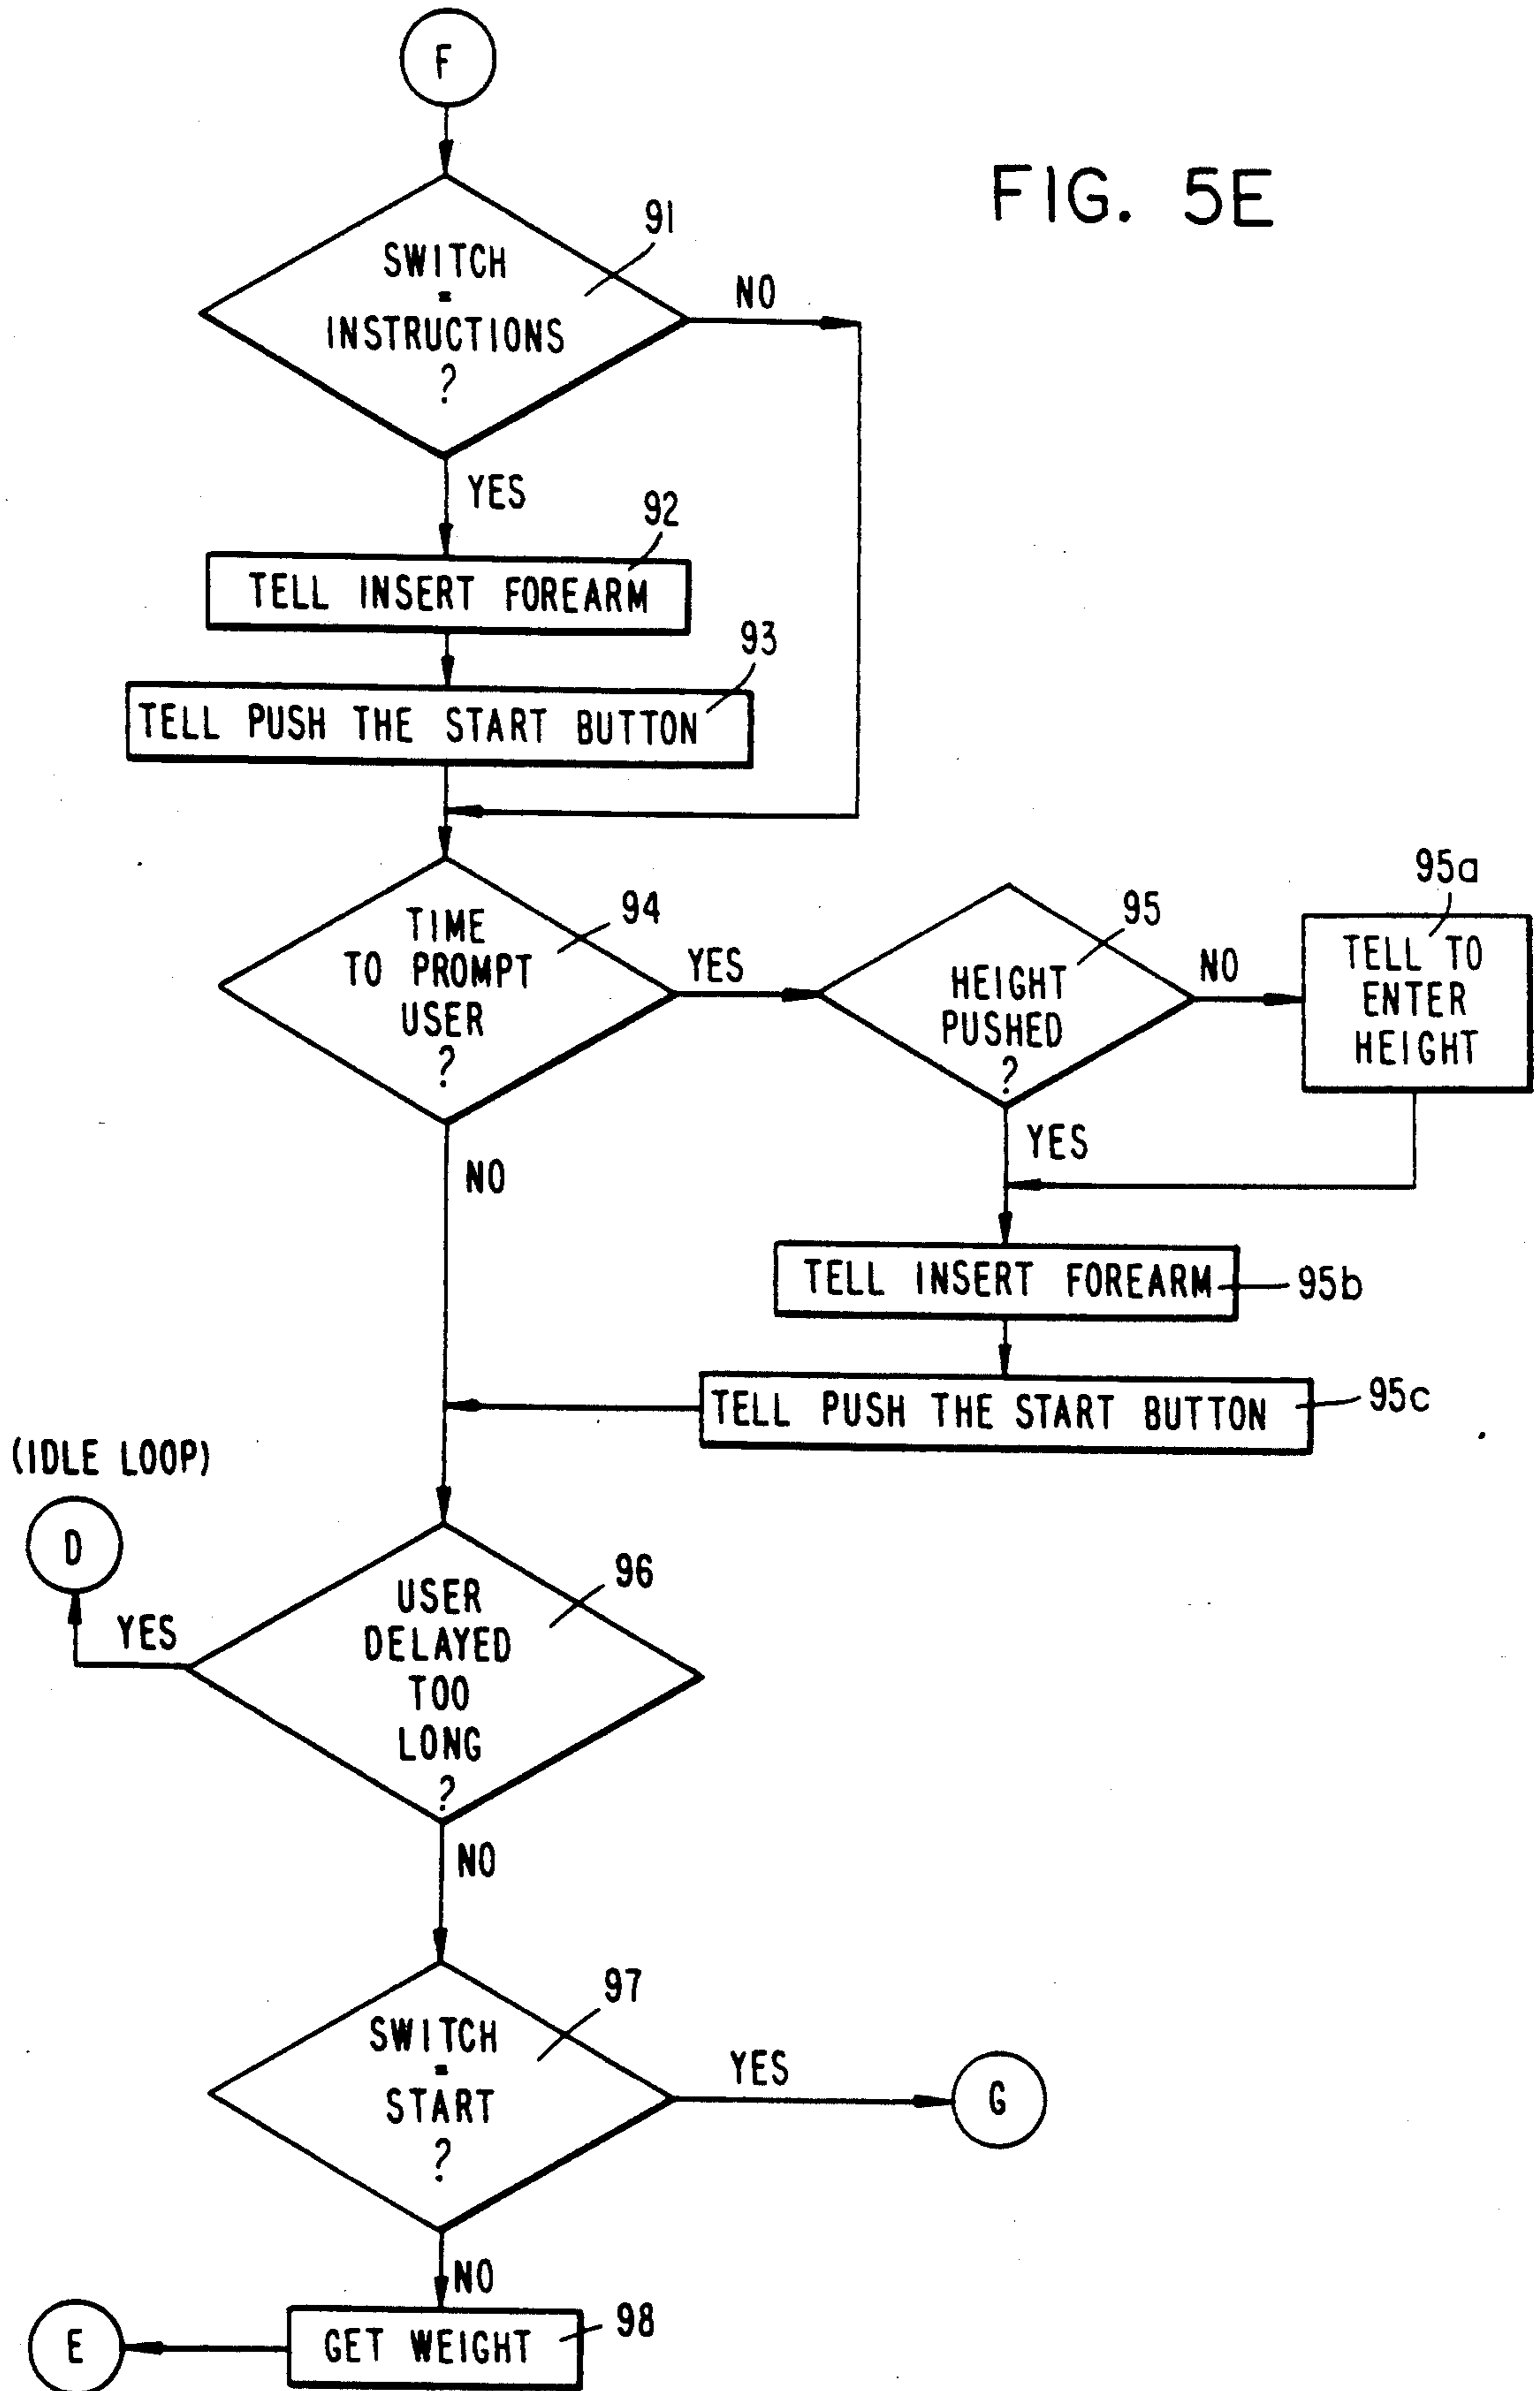 F
FIG. 5E
91
SWITCH
=
INSTRUCTIONS
?
NO
YES
92
TELL INSERT FOREARM
93
TELL PUSH THE START BUTTON
94
TIME
TO PROMPT
USER
?
YES
95
HEIGHT
PUSHED
?
NO
95a
TELL TO
ENTER
HEIGHT
YES
NO
TELL INSERT FOREARM
95b
TELL PUSH THE START BUTTON
95c
(IDLE LOOP)
D
YES
96
USER
DELAYED
TOO
LONG
?
NO
97
SWITCH
=
START
?
YES
G
NO
98
GET WEIGHT
E